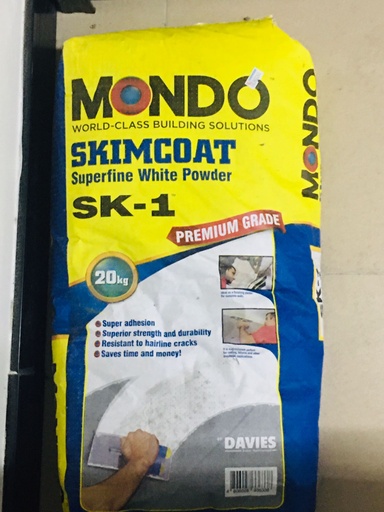 MONDO
WORLD-CLASS BUILDING SOLUTIONS
SKIMCOAT
Superfine White Powder
SK-1
PREMIUM GRADE
20kg
Super adhesion
Superior strength and durability
Resistant to hairline cracks
Saves time and money!
BY DAVIES
MONDO